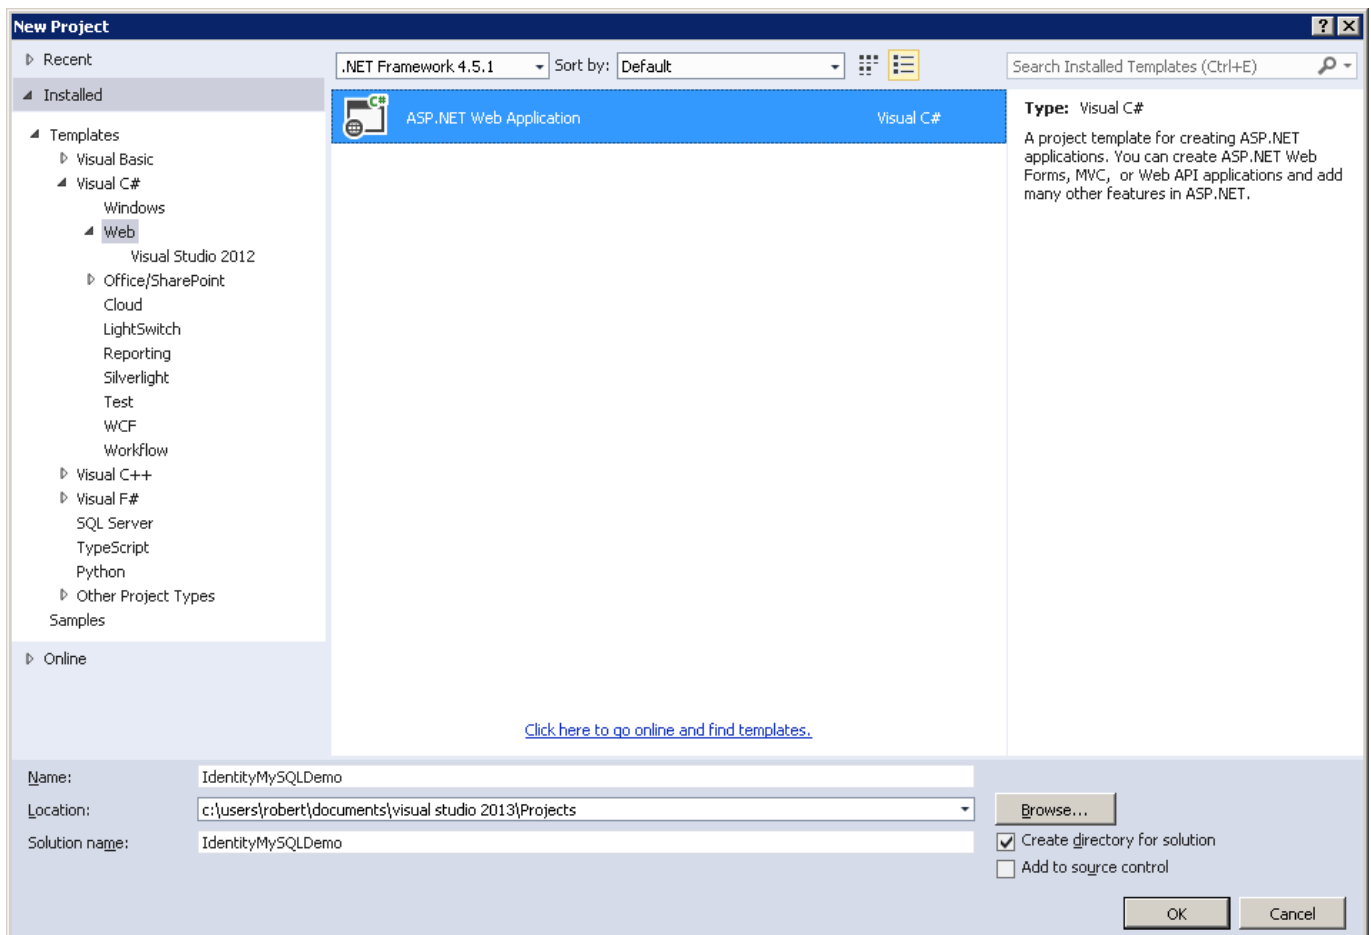 New Project
Recent
.NET Framework 4.5.1
Sort by:
Default
Search Installed Templates (Ctrl+E)
Installed
Templates
Visual Basic
Visual C#
Windows
Web
Visual Studio 2012
Office/SharePoint
Cloud
LightSwitch
Reporting
Silverlight
Test
WCF
Workflow
Visual C++
Visual F#
SQL Server
TypeScript
Python
Other Project Types
Samples
Online
C#
ASP.NET Web Application
Visual C#
Click here to go online and find templates.
Type: Visual C#
A project template for creating ASP.NET
applications. You can create ASP.NET Web
Forms, MVC, or Web API applications and add
many other features in ASP.NET.
Name:
IdentityMySQLDemo
Location:
c:\users\robert\documents\visual studio 2013\Projects
Browse...
Solution name:
IdentityMySQLDemo
Create directory for solution
Add to source control
OK
Cancel